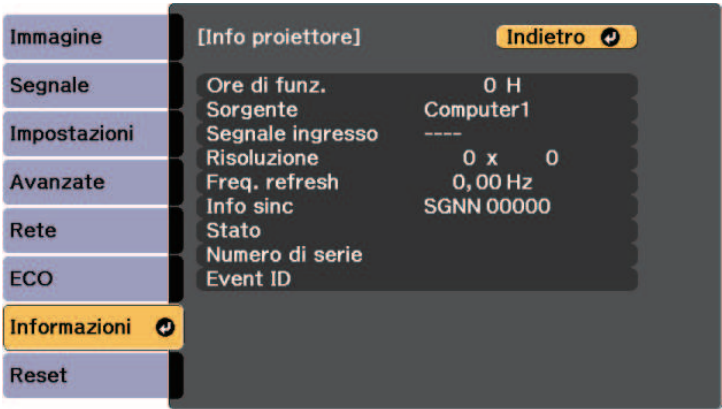 Immagine
Segnale
Impostazioni
Avanzate
Rete
ECO
Informazioni
Reset
[Info proiettore]
Indietro
Ore di funz. 0 H
Sorgente Computer1
Segnale ingresso ----
Risoluzione 0 x 0
Freq. refresh 0,00 Hz
Info sinc SGNN 00000
Stato
Numero di serie
Event ID